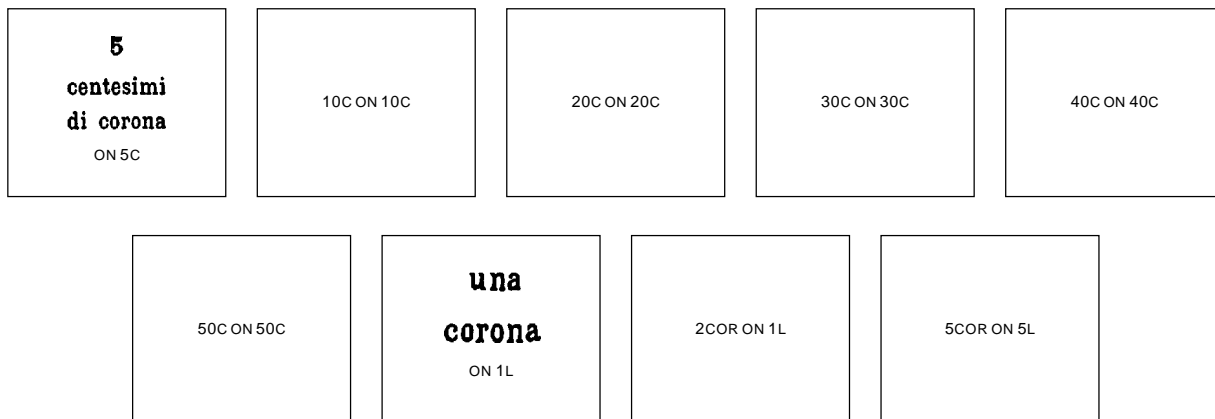 5
centesimi
di corona
ON 5C
10C ON 10C
20C ON 20C
30C ON 30C
40C ON 40C
50C ON 50C
una
corona
ON 1L
2COR ON 1L
5COR ON 5L